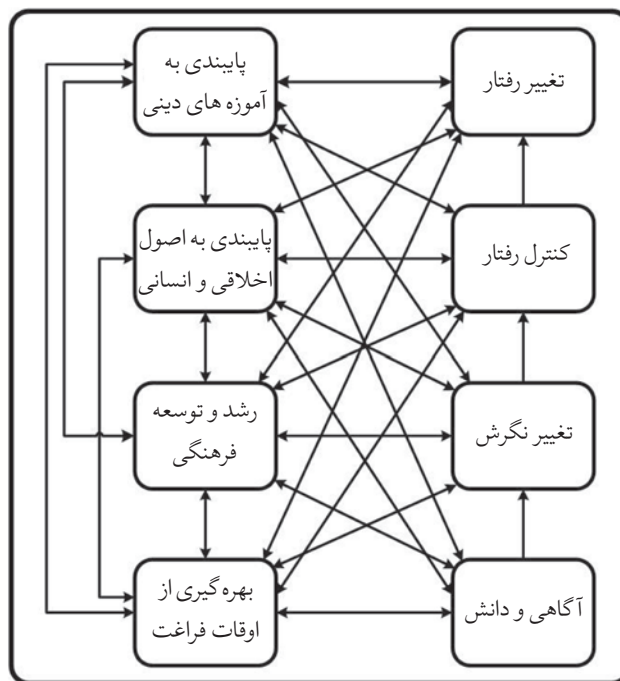 تغییر رفتار
پایبندی به
آموزه های دینی
کنترل رفتار
پایبندی به اصول
اخلاقی و انسانی
تغییر نگرش
رشد و توسعه
فرهنگی
آگاهی و دانش
بهره گیری از
اوقات فراغت